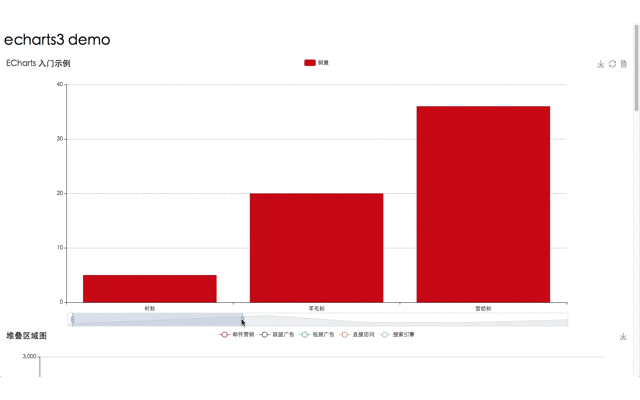 echarts3 demo
ECharts 入门示例
销量
40
30
20
10
0
衬衫 羊毛衫 雪纺衫
堆叠区域图
邮件营销 联盟广告 视频广告 直接访问 搜索引擎
3,000